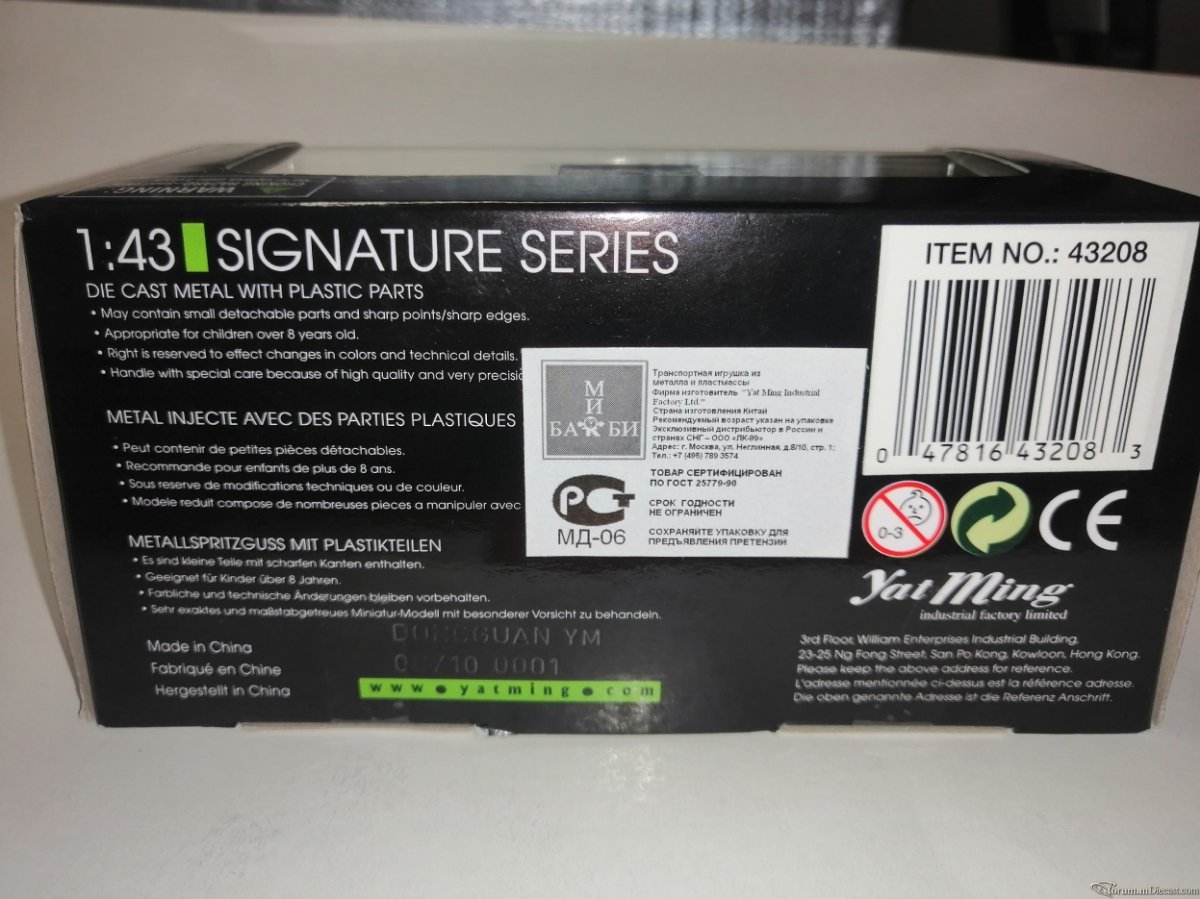 WARNING:
1:43 SIGNATURE SERIES
DIE CAST METAL WITH PLASTIC PARTS
• May contain small detachable parts and sharp points/sharp edges.
• Appropriate for children over 8 years old.
• Right is reserved to effect changes in colors and technical details.
• Handle with special care because of high quality and very precisi
METAL INJECTE AVEC DES PARTIES PLASTIQUES
• Peut contenir de petites pièces détachables.
• Recommande pour enfants de plus de 8 ans.
• Sous reserve de modifications techniques ou de couleur.
• Modele reduit compose de nombreuses pieces a manipuler avec
METALLSPRITZGUSS MIT PLASTIKTEILEN
• Es sind kleine Teile mit scharfen Kanten enthalten.
• Geeignet für Kinder über 8 Jahren.
• Farbliche und technische Änderungen bleiben vorbehalten.
• Sehr exaktes und maßstabgetreues Miniatur-Modell mit besonderer Vorsicht zu behandeln.
Made in China
Fabriqué en Chine
Hergestellt in China
DONGGUAN YM
/10 0001
www.yatming.com
МИ
БАКБИ
Транспортная игрушка из
металла и пластмассы
Фирма изготовитель "Yat Ming Industrial
Factory Ltd."
Страна изготовления Китай
Рекомендуемый возраст указан на упаковке
Эксклюзивный дистрибьютор в России и
странах СНГ – ООО «ЛК-99»
Адрес: г. Москва, ул. Неглинная, д.8/10, стр. 1;
Тел.: +7 (495) 789 3574
РСТ
МД-06
ТОВАР СЕРТИФИЦИРОВАН
ПО ГОСТ 25779-90
СРОК ГОДНОСТИ
НЕ ОГРАНИЧЕН
СОХРАНЯЙТЕ УПАКОВКУ ДЛЯ
ПРЕДЪЯВЛЕНИЯ ПРЕТЕНЗИИ
ITEM NO.: 43208
0 47816 43208 3
0-3
CE
Yat Ming
industrial factory limited
3rd Floor, William Enterprises Industrial Building,
23-25 Ng Fong Street, San Po Kong, Kowloon, Hong Kong.
Please keep the above address for reference.
L'adresse mentionnée ci-dessus est la référence adresse.
Die oben genannte Adresse ist die Referenz Anschrift.
forum.mDiecast.com